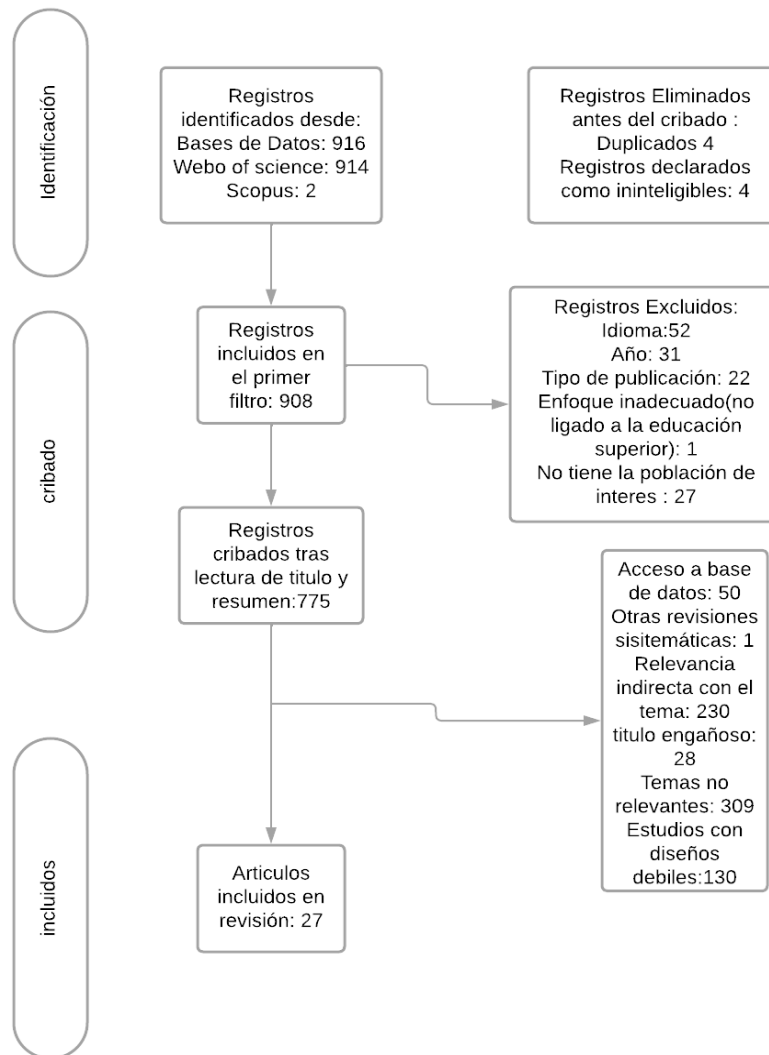 Identificación
Registros
identificados desde:
Bases de Datos: 916
Webo of science: 914
Scopus: 2
Registros Eliminados
antes del cribado :
Duplicados 4
Registros declarados
como ininteligibles: 4
cribado
Registros
incluidos en
el primer
filtro: 908
Registros Excluidos:
Idioma:52
Año: 31
Tipo de publicación: 22
Enfoque inadecuado(no
ligado a la educación
superior): 1
No tiene la población de
interes : 27
Registros
cribados tras
lectura de titulo y
resumen:775
Acceso a base
de datos: 50
Otras revisiones
sisitemáticas: 1
Relevancia
indirecta con el
tema: 230
titulo engañoso:
28
Temas no
relevantes: 309
Estudios con
diseños
debiles:130
incluidos
Articulos
incluidos en
revisión: 27